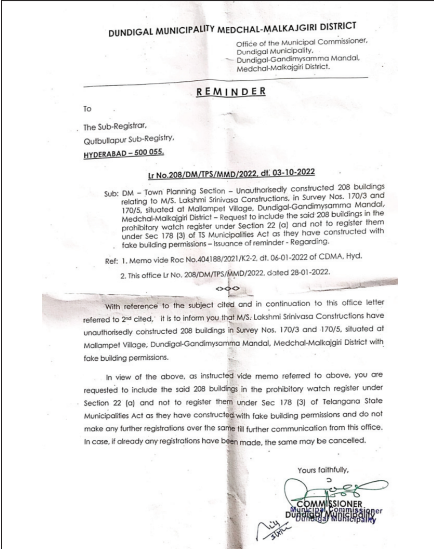 DUNDIGAL MUNICIPALITY MEDCHAL-MALKAJGIRI DISTRICT
Office of the Municipal Commissioner,
Dundigal Municipality,
Dundigal-Gandimysamma Mandal,
Medchal-Malkajgiri District.
REMINDER
To
The Sub-Registrar,
Qutbullapur Sub-Registry,
HYDERABAD – 500 055.
Lr No.208/DM/TPS/MMD/2022, dt. 03-10-2022
Sub: DM – Town Planning Section – Unauthorisedly constructed 208 buildings
relating to M/S. Lakshmi Srinivasa Constructions, in Survey Nos. 170/3 and
170/5, situated at Mallampet Village, Dundigal-Gandimysamma Mandal,
Medchal-Malkajgiri District – Request to include the said 208 buildings in the
prohibitory watch register under Section 22 (a) and not to register them
under Sec 178 (3) of TS Municipalities Act as they have constructed with
fake building permissions – Issuance of reminder - Regarding.
Ref: 1. Memo vide Roc No.404188/2021/K2-2, dt. 06-01-2022 of CDMA, Hyd.
2. This office Lr No. 208/DM/TPS/MMD/2022, dated 28-01-2022.
With reference to the subject cited and in continuation to this office letter
referred to 2nd cited, It is to inform you that M/S. Lakshmi Srinivasa Constructions have
unauthorisedly constructed 208 buildings in Survey Nos. 170/3 and 170/5, situated at
Mallampet Village, Dundigal-Gandimysamma Mandal, Medchal-Malkajgiri District with
fake building permissions.
In view of the above, as instructed vide memo referred to above, you are
requested to include the said 208 buildings in the prohibitory watch register under
Section 22 (a) and not to register them under Sec 178 (3) of Telangana State
Municipalities Act as they have constructed with fake building permissions and do not
make any further registrations over the same till further communication from this office.
In case, if already any registrations have been made, the same may be cancelled.
Yours faithfully,
COMMISSIONER
Municipal Commissioner
Dundigal Municipality
Dundigal Municipality